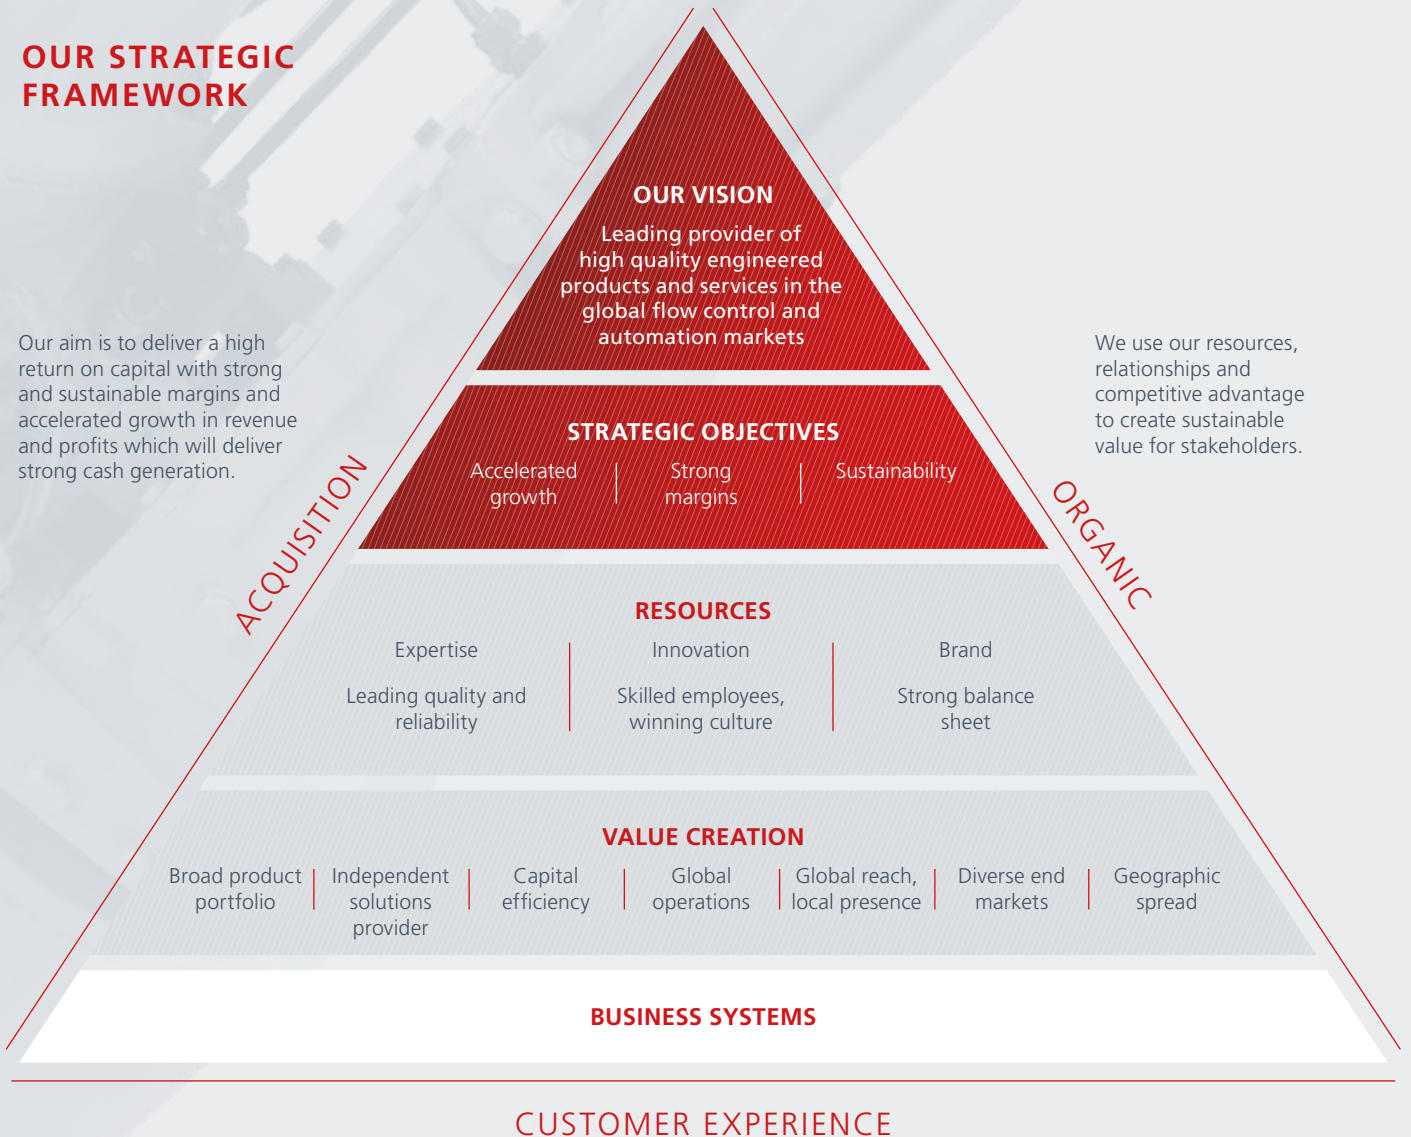 OUR STRATEGIC
FRAMEWORK
OUR VISION
Leading provider of
high quality engineered
products and services in the
global flow control and
automation markets
Our aim is to deliver a high
return on capital with strong
and sustainable margins and
accelerated growth in revenue
and profits which will deliver
strong cash generation.
We use our resources,
relationships and
competitive advantage
to create sustainable
value for stakeholders.
ACQUISITION
ORGANIC
STRATEGIC OBJECTIVES
Accelerated
growth
Strong
margins
Sustainability
RESOURCES
Expertise
Leading quality and
reliability
Innovation
Skilled employees,
winning culture
Brand
Strong balance
sheet
VALUE CREATION
Broad product
portfolio
Independent
solutions
provider
Capital
efficiency
Global
operations
Global reach,
local presence
Diverse end
markets
Geographic
spread
BUSINESS SYSTEMS
CUSTOMER EXPERIENCE